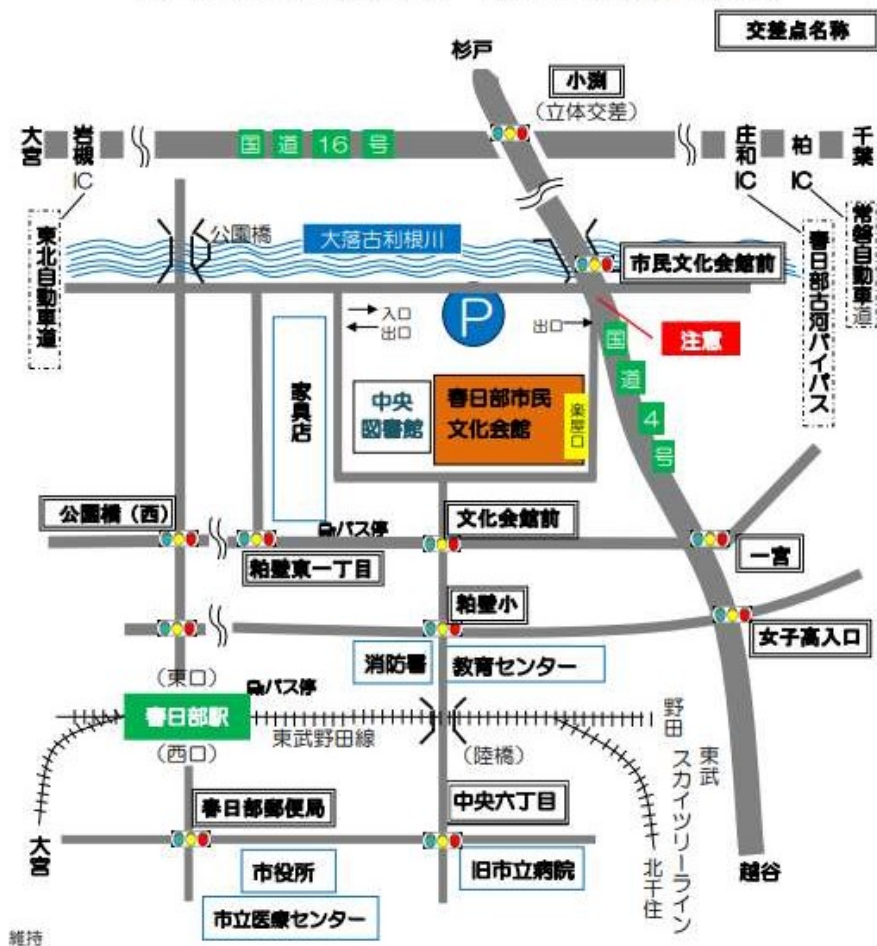 交差点名称
杉戸
小渕
(立体交差)
大宮
岩槻
IC
国道16号
庄和
IC
柏
IC
千葉
東北自動車道
公園橋
大落古利根川
市民文化会館前
春日部古河バイパス
常磐自動車道
入口
出口
P
出口
注意
国道4号
家具店
中央
図書館
春日部市民
文化会館
楽屋口
公園橋（西）
バス停
文化会館前
粕壁東一丁目
一宮
粕壁小
消防署
教育センター
女子高入口
(東口)
バス停
春日部駅
東武野田線
野田
(西口)
(陸橋)
東武
スカイツリーライン
春日部郵便局
中央六丁目
大宮
市役所
旧市立病院
北千住
越谷
市立医療センター
維持